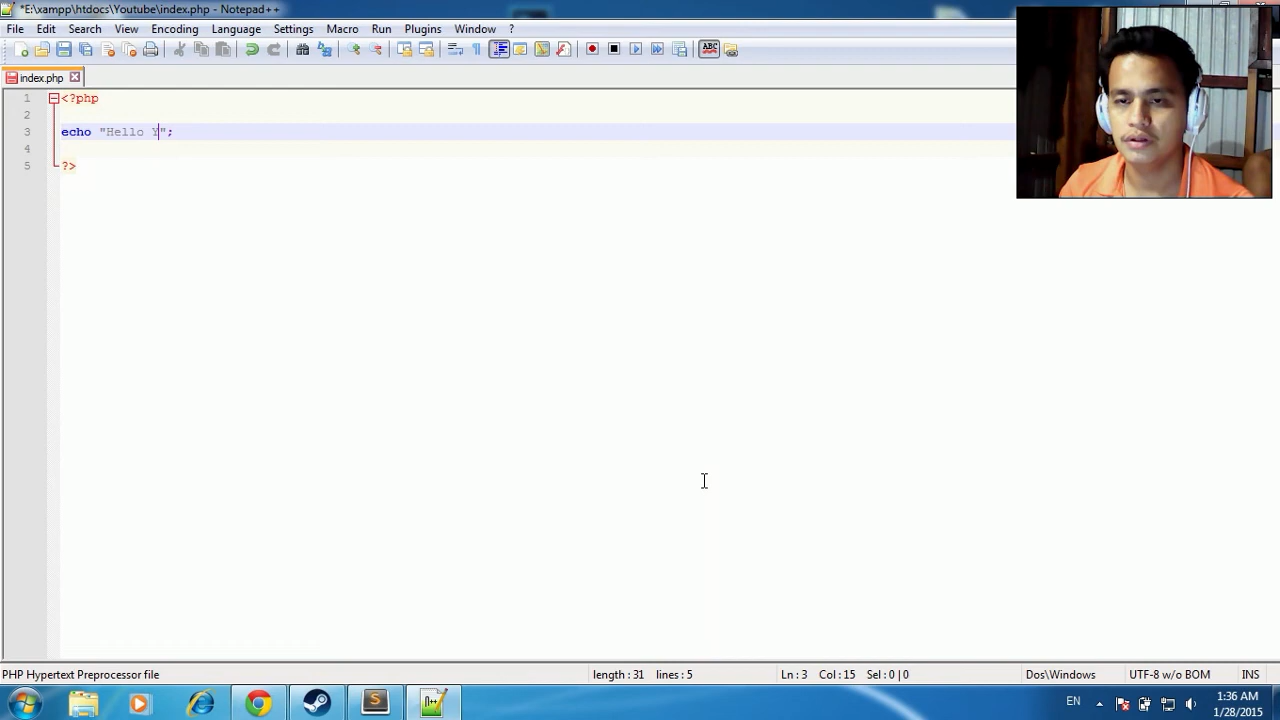 *E:\xampp\htdocs\Youtube\index.php - Notepad++
File Edit Search View Encoding Language Settings Macro Run Plugins Window ?
ABC
index.php
1 <?php
2
3 echo "Hello Y";
4
5 ?>
PHP Hypertext Preprocessor file length : 31 lines : 5 Ln : 3 Col : 15 Sel : 0 | 0 Dos\Windows UTF-8 w/o BOM INS
EN 1:36 AM
1/28/2015